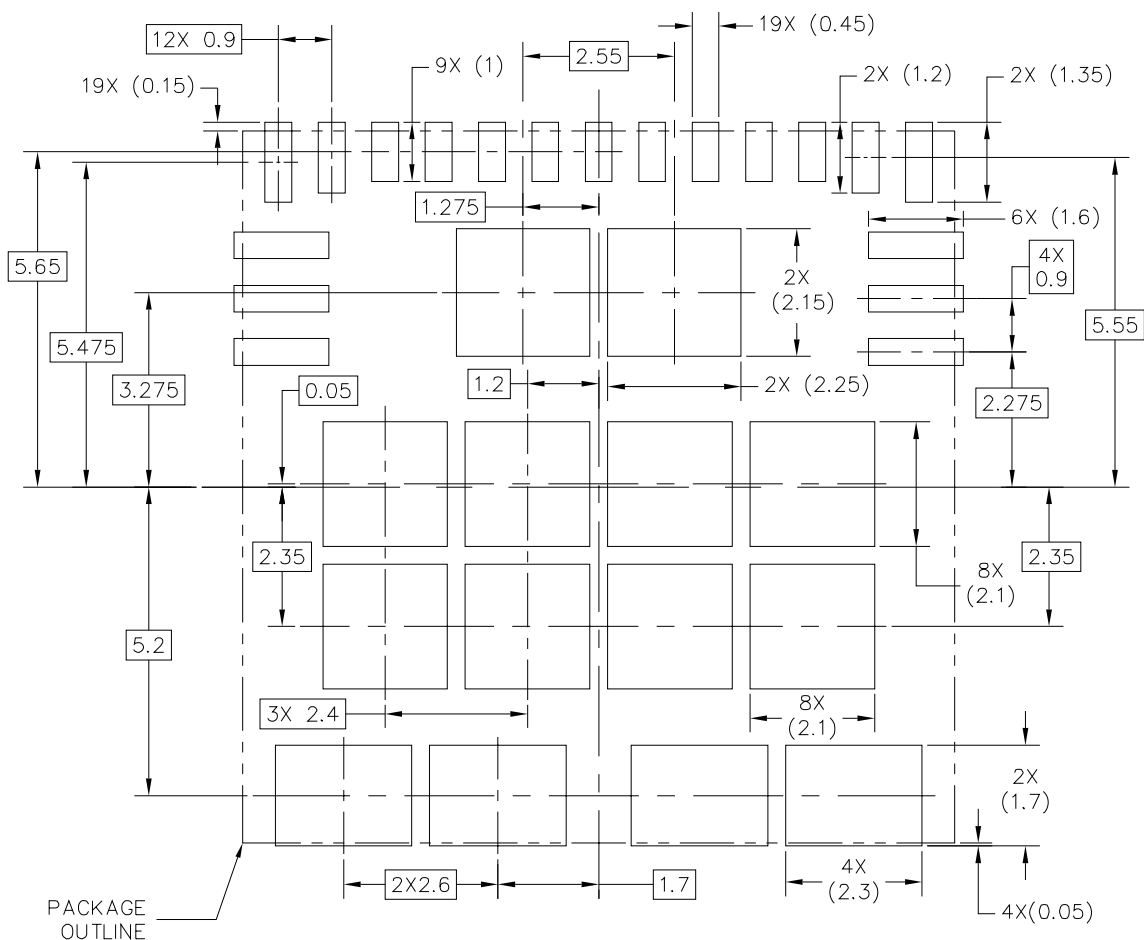 19X (0.45)
12X 0.9
2.55
9X (1)
2X (1.2)
2X (1.35)
19X (0.15)
1.275
6X (1.6)
5.65
4X
0.9
2X
(2.15)
5.55
5.475
3.275
0.05
1.2
2X (2.25)
2.275
2.35
8X
(2.1)
2.35
5.2
3X 2.4
8X
(2.1)
2X
(1.7)
2X2.6
1.7
4X
(2.3)
4X(0.05)
PACKAGE
OUTLINE